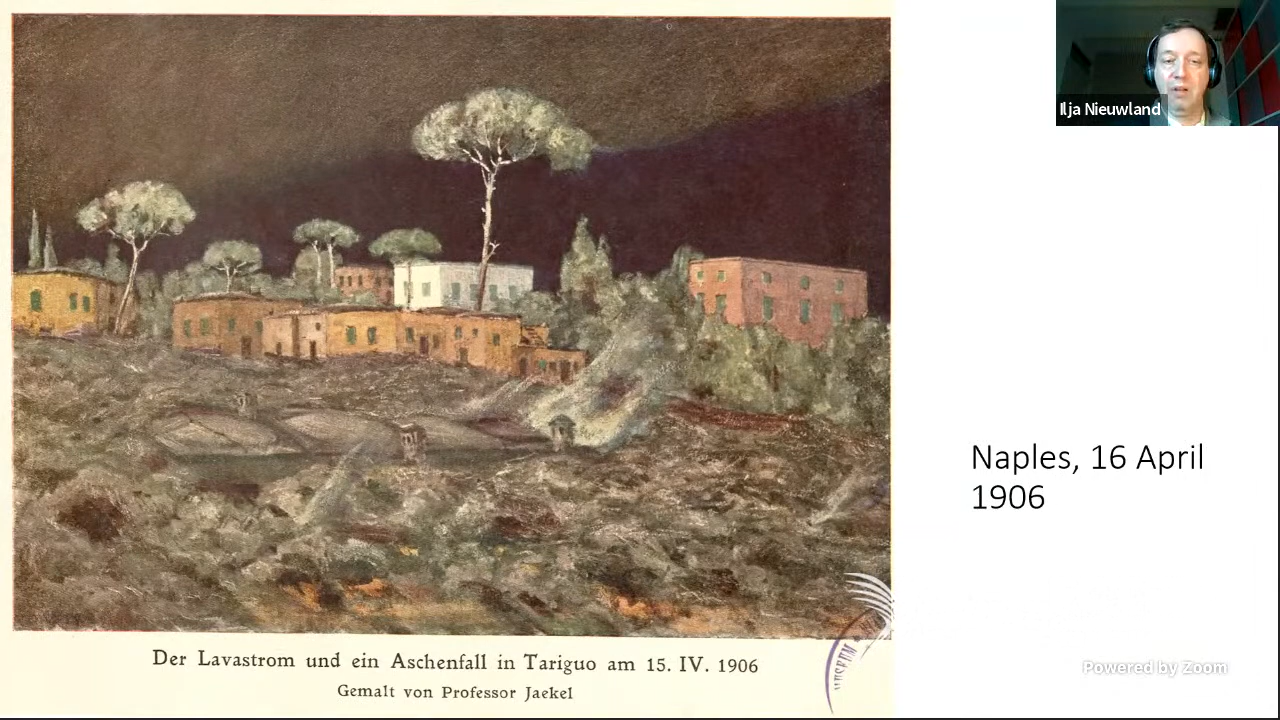 Ilja Nieuwland
Naples, 16 April
1906
Der Lavastrom und ein Aschenfall in Tariguo am 15. IV. 1906
Gemalt von Professor Jaekel
MUSEUM
Powered by Zoom